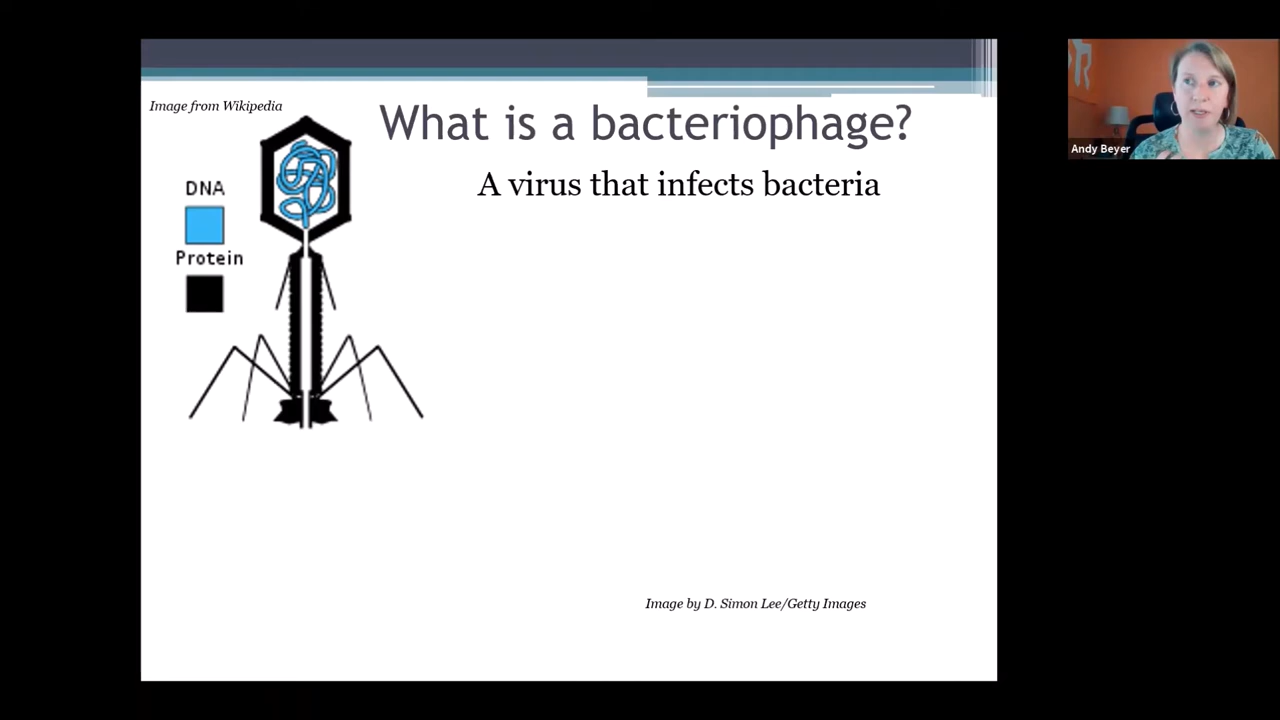 Image from Wikipedia
What is a bacteriophage?
A virus that infects bacteria
DNA
Protein
Andy Beyer
Image by D. Simon Lee/Getty Images